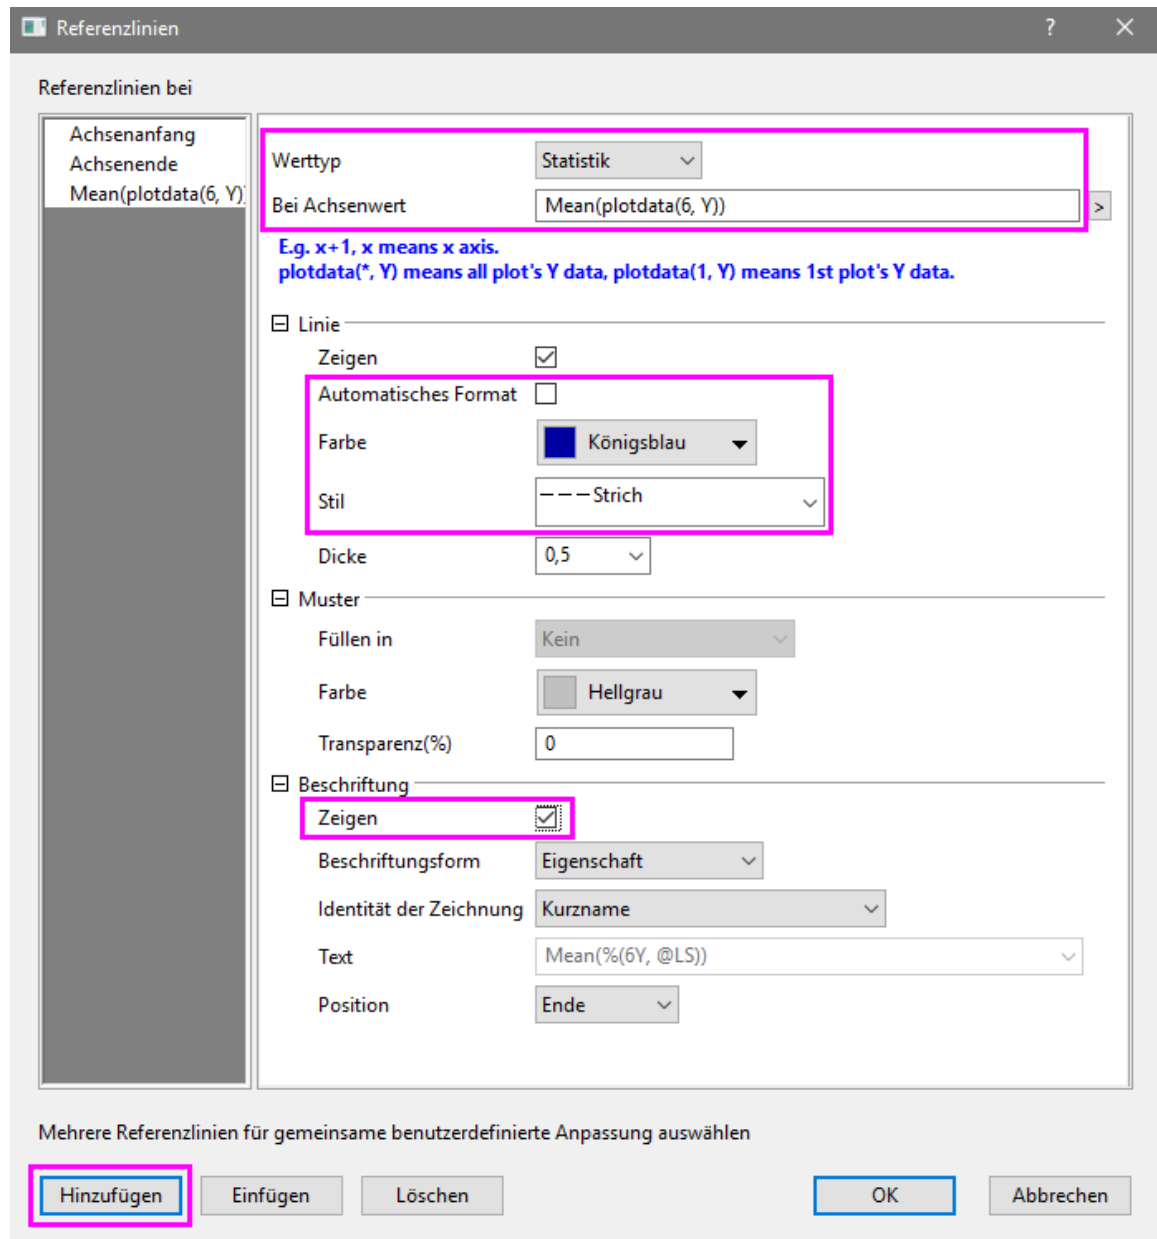 Referenzlinien ?
Referenzlinien bei
Achsenanfang
Achsenende
Mean(plotdata(6, Y))
Werttyp Statistik
Bei Achsenwert Mean(plotdata(6, Y)) >
E.g. x+1, x means x axis.
plotdata(*, Y) means all plot's Y data, plotdata(1, Y) means 1st plot's Y data.
Linie
Zeigen
Automatisches Format
Farbe Königsblau
Stil Strich
Dicke 0,5
Muster
Füllen in Kein
Farbe Hellgrau
Transparenz(%) 0
Beschriftung
Zeigen
Beschriftungsform Eigenschaft
Identität der Zeichnung Kurzname
Text Mean(%(6Y, @LS))
Position Ende
Mehrere Referenzlinien für gemeinsame benutzerdefinierte Anpassung auswählen
Hinzufügen Einfügen Löschen OK Abbrechen